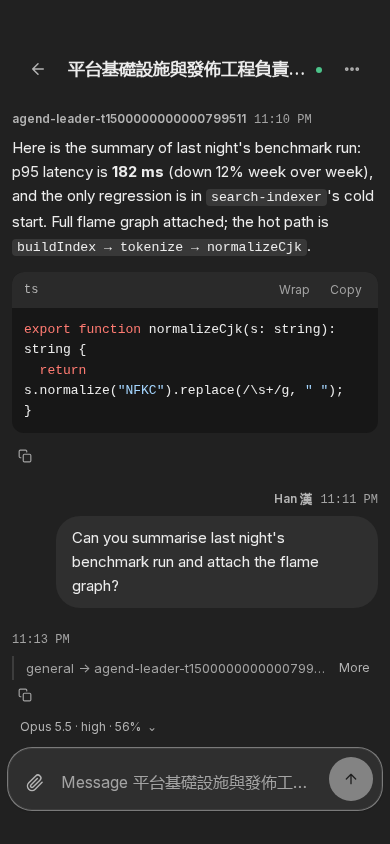 平台基礎設施與發佈工程負責…
agend-leader-t1500000000000799511 11:10 PM
Here is the summary of last night's benchmark run:
p95 latency is 182 ms (down 12% week over week),
and the only regression is in search-indexer's cold
start. Full flame graph attached; the hot path is
buildIndex → tokenize → normalizeCjk.
ts Wrap Copy
export function normalizeCjk(s: string):
string {
  return
s.normalize("NFKC").replace(/\s+/g, " ");
}
Han 漢 11:11 PM
Can you summarise last night's
benchmark run and attach the flame
graph?
11:13 PM
general → agend-leader-t1500000000000799… More
Opus 5.5 · high · 56%
Message 平台基礎設施與發佈工…